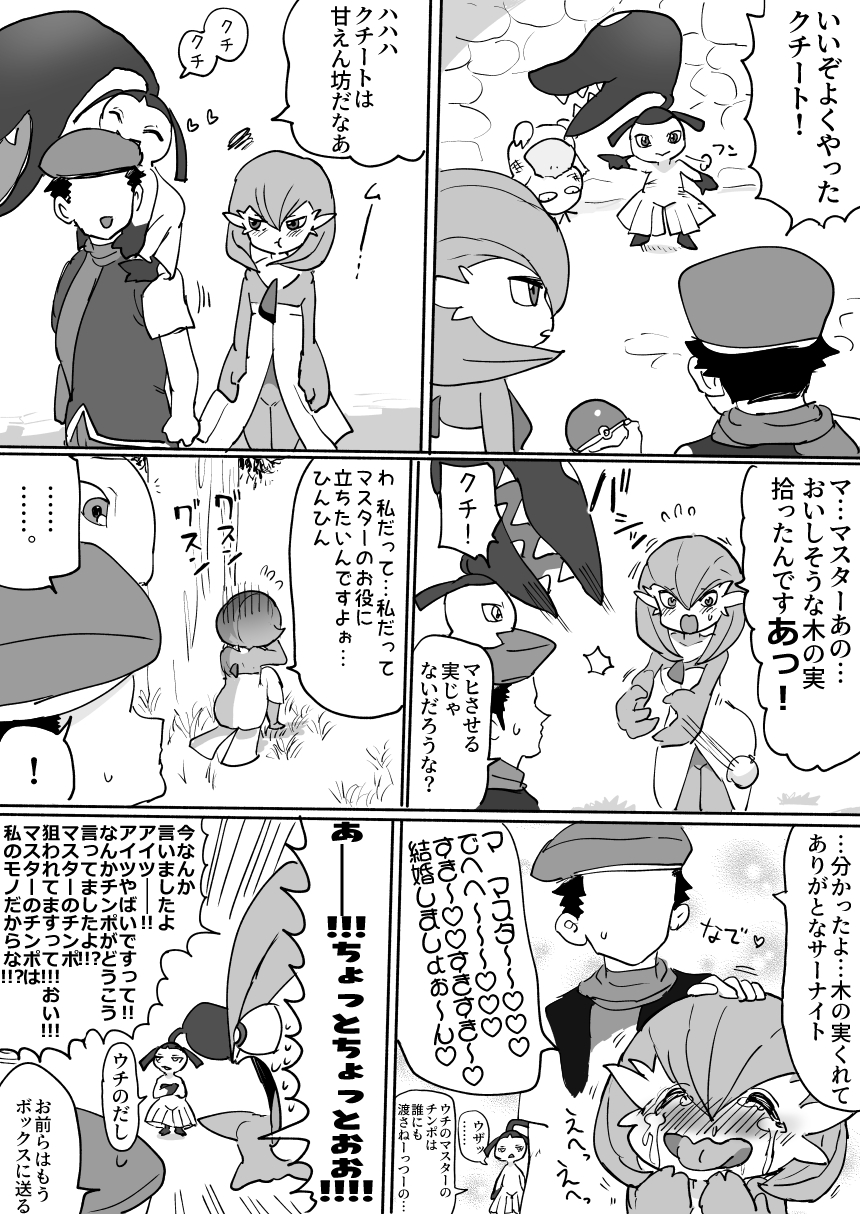 いいぞよくやった
クチート！
フン
ハハハ
クチートは
甘えん坊だなあ
クチ
クチ
ムー……
マ…マスターあの…
おいしそうな木の実
拾ったんですあっ！
バッ
クチ！
マヒさせる
実じゃ
ないだろうな？
わ 私だって…私だって
マスターのお役に
立ちたいんですよぉ…
ひんひん
グスン
グスン
……
……。
！
…分かったよ…木の実くれて
ありがとなサーナイト
なで♡
マ マスタ〜〜♡♡♡
でへへ〜〜〜♡♡♡
すき〜♡♡すきすき〜♡
結婚しましょぉ〜ん♡
えへっ
えへっ
ウザッ
……
ウチのマスターの
チンポは
誰にも
渡さねーっつーの…
あ――!!!ちょっとちょっとおお!!!!
今なんか
言いましたよ
アイツ――!!
アイツやばいですって!!
なんかチンポがどうこう
言ってましたよ!?
マスターのチンポ
狙われてますって!!!おい!!!
マスターのチンポは
私のモノだからな!!?
ウチのだし
お前らはもう
ボックスに送る